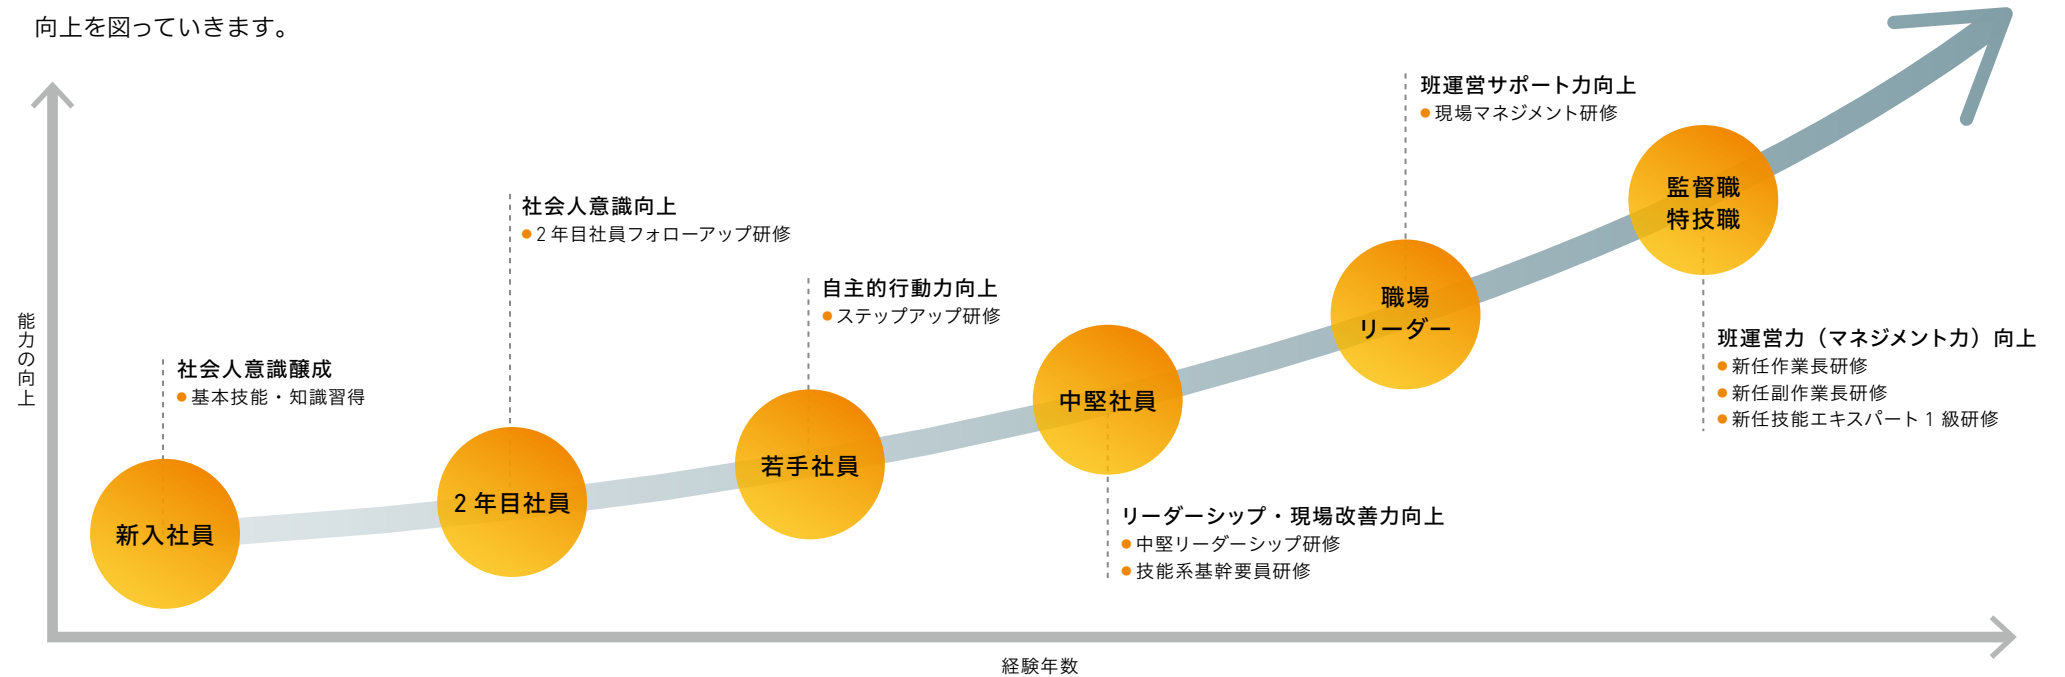 向上を図っていきます。
能力の向上
社会人意識醸成
●基本技能・知識習得
新入社員
社会人意識向上
●2年目社員フォローアップ研修
2年目社員
自主的行動力向上
●ステップアップ研修
若手社員
中堅社員
リーダーシップ・現場改善力向上
●中堅リーダーシップ研修
●技能系基幹要員研修
班運営サポート力向上
●現場マネジメント研修
職場
リーダー
監督職
特技職
班運営力（マネジメント力）向上
●新任作業長研修
●新任副作業長研修
●新任技能エキスパート1級研修
経験年数